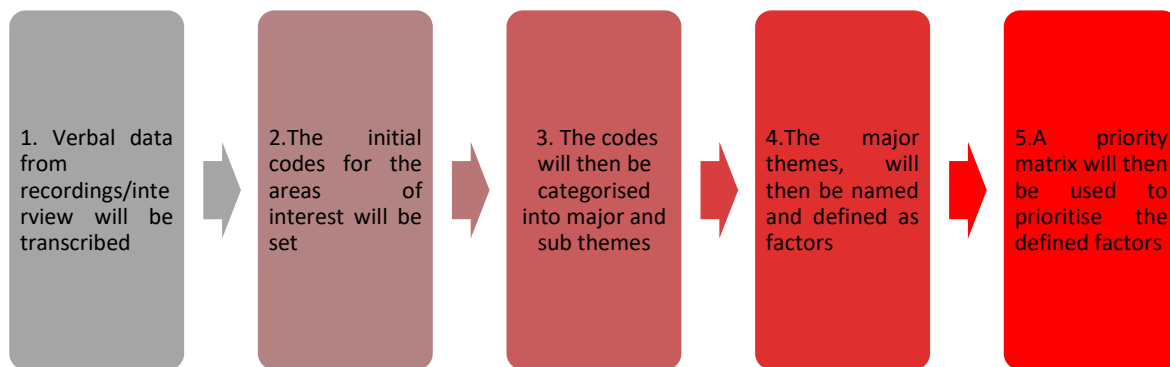 1. Verbal data
from
recordings/inte
rview will be
transcribed
2.The initial
codes for the
areas of
interest will be
set
3. The codes
will then be
categorised
into major and
sub themes
4.The major
themes, will
then be named
and defined as
factors
5.A priority
matrix will then
be used to
prioritise the
defined factors